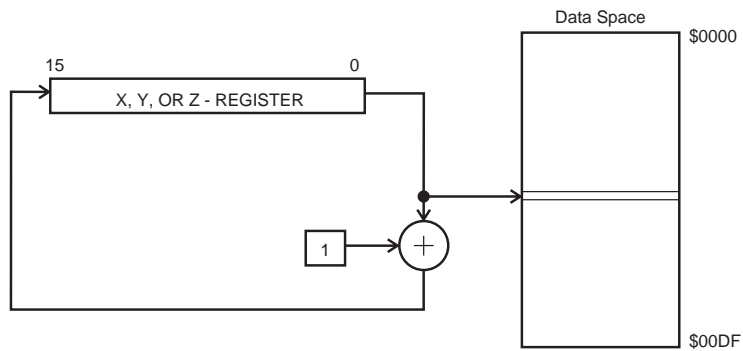 Data Space
$0000
15 0
X, Y, OR Z - REGISTER
1
+
$00DF